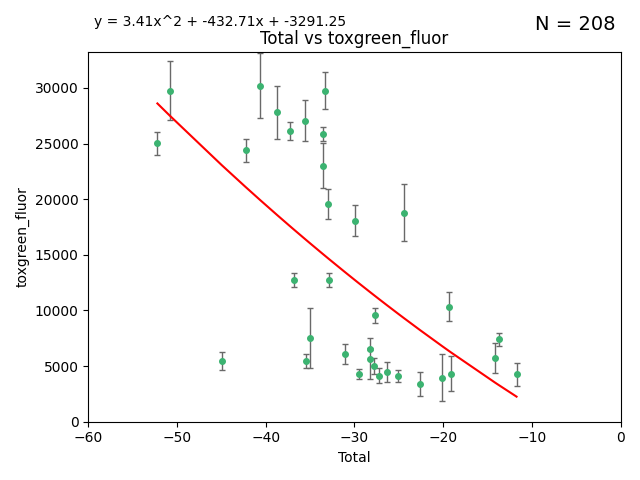 y = 3.41x^2 + -432.71x + -3291.25
N = 208
Total vs toxgreen_fluor
30000
25000
20000
15000
10000
5000
0
toxgreen_fluor
−60
−50
−40
−30
−20
−10
0
Total